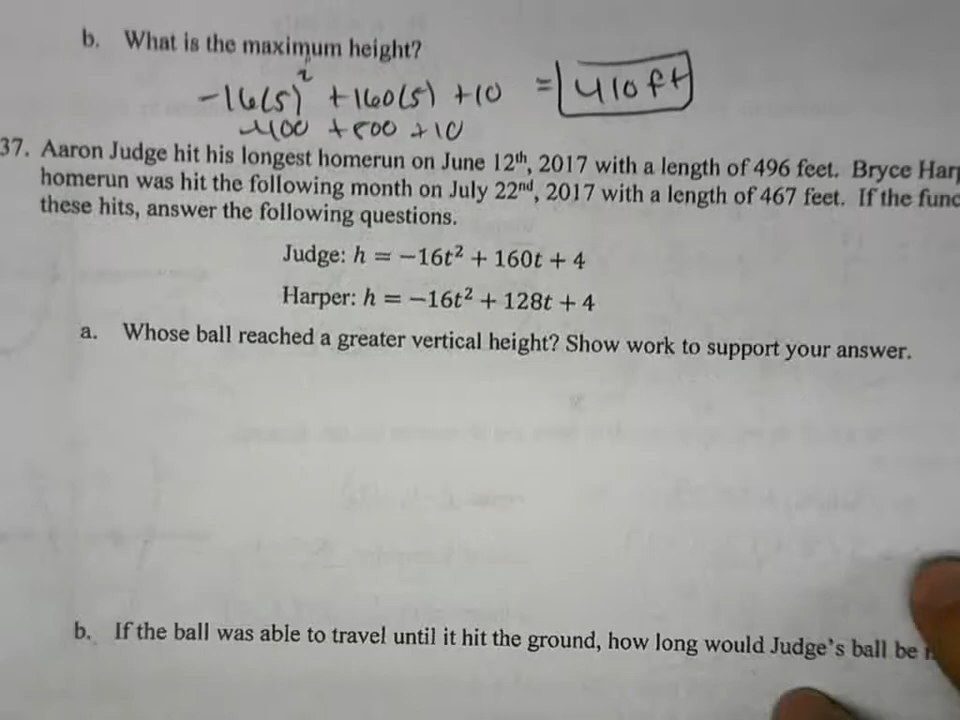 b. What is the maximum height?
-16(5)² + 160(5) + 10 = 410 ft
-400 + 800 + 10
37. Aaron Judge hit his longest homerun on June 12th, 2017 with a length of 496 feet. Bryce Harp
homerun was hit the following month on July 22nd, 2017 with a length of 467 feet. If the func
these hits, answer the following questions.
Judge: h = −16t² + 160t + 4
Harper: h = −16t² + 128t + 4
a. Whose ball reached a greater vertical height? Show work to support your answer.
b. If the ball was able to travel until it hit the ground, how long would Judge's ball be